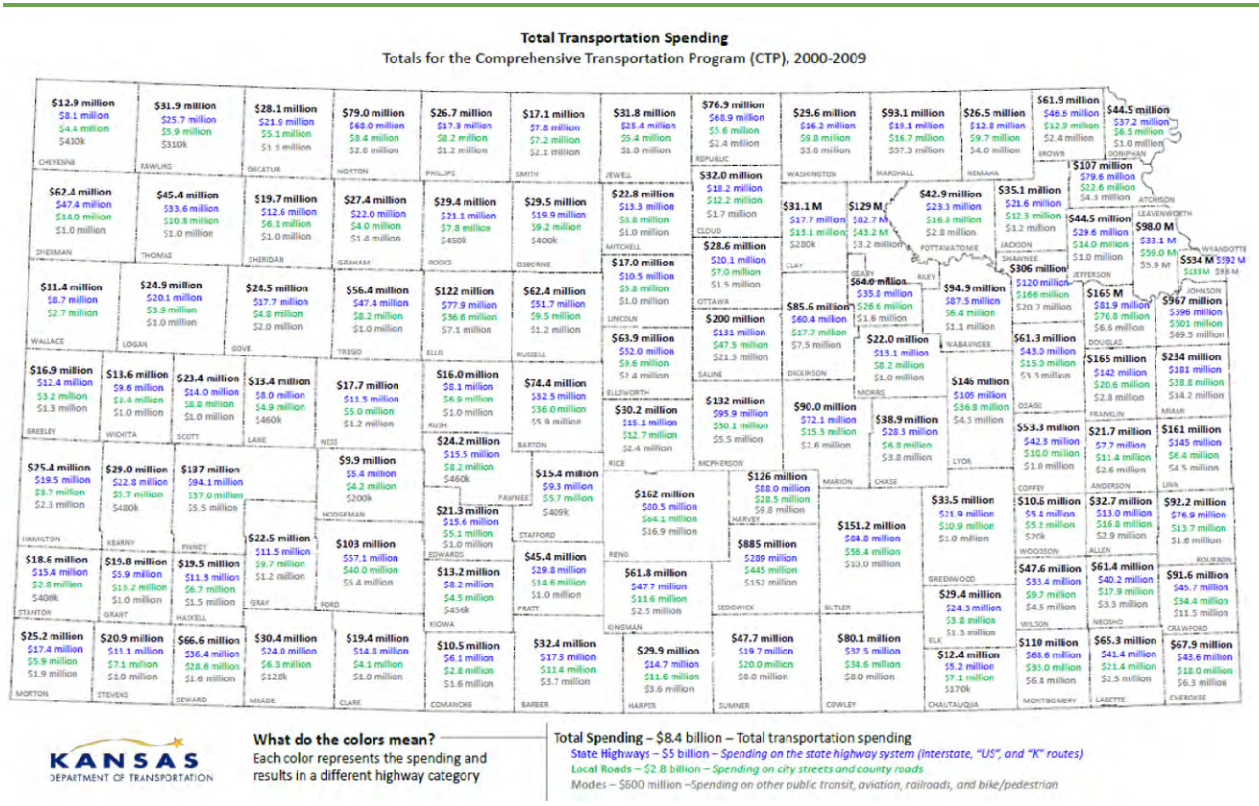 Total Transportation Spending
Totals for the Comprehensive Transportation Program (CTP), 2000-2009
$12.9 million
$8.1 million
$4.4 million
$410k
CHEYENNE
$31.9 million
$25.7 million
$5.9 million
$310k
RAWLINS
$28.1 million
$21.9 million
$5.1 million
DECATUR
$79.0 million
$68.0 million
$8.4 million
$2.6 million
NORTON
$26.7 million
$17.3 million
$8.2 million
$1.2 million
PHILLIPS
$17.1 million
$7.8 million
$7.2 million
$2.1 million
SMITH
$31.8 million
$25.4 million
$5.4 million
$1.0 million
JEWELL
$76.9 million
$68.9 million
$5.6 million
$2.4 million
REPUBLIC
$29.6 million
$16.2 million
$9.8 million
$3.6 million
WASHINGTON
$93.1 million
$19.1 million
$16.7 million
$57.3 million
MARSHALL
$26.5 million
$12.8 million
$9.7 million
$4.0 million
NEMAHA
$61.9 million
$46.5 million
$12.9 million
$2.4 million
BROWN
$44.5 million
$37.2 million
$6.3 million
$1.0 million
DONIPHAN
$62.4 million
$47.4 million
$14.0 million
$1.0 million
SHERMAN
$45.4 million
$33.6 million
$10.8 million
$1.0 million
THOMAS
$19.7 million
$12.6 million
$6.1 million
$1.0 million
SHERIDAN
$27.4 million
$22.0 million
$4.0 million
$1.4 million
GRAHAM
$29.4 million
$21.1 million
$7.8 million
$450k
ROOKS
$29.5 million
$19.9 million
$9.2 million
$400k
OSBORNE
$22.8 million
$13.3 million
$8.8 million
$1.0 million
MITCHELL
$32.0 million
$18.2 million
$12.2 million
$1.7 million
CLOUD
$31.1 M
$17.7 million
$13.1 million
$280k
CLAY
$129 M
$82.7 M
$43.2 M
$3.2 million
RILEY
$42.9 million
$23.3 million
$16.8 million
$2.8 million
POTTAWATOMIE
$35.1 million
$21.6 million
$12.3 million
$1.2 million
JACKSON
$107 million
$79.6 million
$22.6 million
$4.3 million
ATCHISON
$44.5 million
$29.6 million
$14.0 million
$1.0 million
JEFFERSON
LEAVENWORTH
$98.0 M
$33.1 M
$59.0 M
$5.9 M
WYANDOTTE
$534 M $392 M
$133M
$17.0 million
$10.5 million
$5.8 million
$1.0 million
LINCOLN
$28.6 million
$20.1 million
$7.0 million
$1.5 million
OTTAWA
$11.4 million
$8.7 million
$2.7 million
WALLACE
$24.9 million
$20.1 million
$3.9 million
$1.0 million
LOGAN
$24.5 million
$17.7 million
$4.8 million
$2.0 million
GOVE
$56.4 million
$47.4 million
$8.2 million
$1.0 million
TREGO
$122 million
$77.9 million
$36.6 million
$7.1 million
ELLIS
$62.4 million
$51.7 million
$9.5 million
$1.2 million
RUSSELL
$63.9 million
$52.0 million
$9.6 million
$2.4 million
ELLSWORTH
$200 million
$131 million
$47.5 million
$21.3 million
SALINE
$85.6 million
$60.4 million
$17.7 million
$7.5 million
DICKINSON
GEARY
$64.0 million
$35.8 million
$26.6 million
$1.6 million
$22.0 million
$13.1 million
$8.2 million
$1.0 million
MORRIS
$94.9 million
$87.5 million
$6.4 million
$1.1 million
WABAUNSEE
SHAWNEE
$306 million
$120 million
$166 million
$20.7 million
$165 M
$81.9 million
$76.8 million
$6.6 million
DOUGLAS
JOHNSON
$967 million
$396 million
$501 million
$69.5 million
$16.9 million
$12.4 million
$3.2 million
$1.3 million
GREELEY
$13.6 million
$9.6 million
$1.0 million
WICHITA
$23.4 million
$14.0 million
$8.8 million
$1.0 million
SCOTT
$13.4 million
$8.0 million
$4.9 million
$460k
LANE
$17.7 million
$11.5 million
$5.0 million
$1.2 million
NESS
$16.0 million
$8.1 million
$6.9 million
$1.0 million
RUSH
$74.4 million
$32.5 million
$36.0 million
$5.9 million
BARTON
$30.2 million
$15.1 million
$12.7 million
$2.4 million
RICE
$132 million
$95.9 million
$30.1 million
$5.5 million
MCPHERSON
$90.0 million
$72.1 million
$15.3 million
$2.6 million
MARION
$38.9 million
$28.3 million
$6.8 million
$3.8 million
CHASE
$146 million
$105 million
$36.8 million
$4.5 million
LYON
$61.3 million
$43.0 million
$15.0 million
$3.3 million
OSAGE
$165 million
$142 million
$20.6 million
$2.8 million
FRANKLIN
$234 million
$181 million
$38.8 million
$14.2 million
MIAMI
$25.4 million
$19.5 million
$3.7 million
$2.3 million
HAMILTON
$29.0 million
$22.8 million
$5.7 million
$480k
KEARNY
$137 million
$94.1 million
$37.0 million
$5.5 million
FINNEY
$9.9 million
$5.4 million
$4.2 million
$200k
HODGEMAN
$24.2 million
$15.5 million
$8.2 million
$460k
PAWNEE
$15.4 million
$9.3 million
$5.7 million
$409k
STAFFORD
$162 million
$80.5 million
$64.1 million
$16.9 million
RENO
$126 million
$88.0 million
$28.5 million
$9.8 million
HARVEY
$151.2 million
$84.8 million
$56.4 million
$10.0 million
BUTLER
$33.5 million
$21.9 million
$10.9 million
$1.0 million
GREENWOOD
$53.3 million
$42.3 million
$10.0 million
$1.0 million
COFFEY
$21.7 million
$7.7 million
$11.4 million
$2.6 million
ANDERSON
$161 million
$145 million
$6.4 million
$4.5 million
LINN
$18.6 million
$15.4 million
$2.8 million
$400k
STANTON
$19.8 million
$5.9 million
$13.2 million
$1.0 million
GRANT
$19.5 million
$11.3 million
$6.7 million
$1.5 million
HASKELL
$22.5 million
$11.5 million
$9.7 million
$1.2 million
GRAY
$103 million
$57.1 million
$40.0 million
$5.4 million
FORD
$21.3 million
$15.6 million
$5.1 million
$1.0 million
EDWARDS
$13.2 million
$8.2 million
$4.5 million
$456k
KIOWA
$45.4 million
$29.8 million
$14.6 million
$1.0 million
PRATT
$61.8 million
$47.7 million
$11.6 million
$2.5 million
KINGMAN
$885 million
$289 million
$445 million
$152 million
SEDGWICK
$10.6 million
$5.4 million
$5.2 million
WOODSON
$32.7 million
$13.0 million
$16.8 million
$2.9 million
ALLEN
$92.2 million
$76.9 million
$13.7 million
$1.6 million
BOURBON
$29.4 million
$24.3 million
$3.8 million
$1.3 million
ELK
$47.6 million
$33.4 million
$9.7 million
$4.5 million
WILSON
$61.4 million
$40.2 million
$17.9 million
$3.3 million
NEOSHO
$91.6 million
$45.7 million
$34.4 million
$11.5 million
CRAWFORD
$25.2 million
$17.4 million
$5.9 million
$1.9 million
MORTON
$20.9 million
$13.1 million
$7.1 million
$1.0 million
STEVENS
$66.6 million
$36.4 million
$28.6 million
$1.6 million
SEWARD
$30.4 million
$24.0 million
$6.3 million
$128k
MEADE
$19.4 million
$14.3 million
$4.1 million
$1.0 million
CLARK
$10.5 million
$6.1 million
$2.8 million
$1.6 million
COMANCHE
$32.4 million
$17.3 million
$11.4 million
$3.7 million
BARBER
$29.9 million
$14.7 million
$11.6 million
$3.6 million
HARPER
$47.7 million
$19.7 million
$20.0 million
$8.0 million
SUMNER
$80.1 million
$37.5 million
$34.6 million
$8.0 million
COWLEY
$12.4 million
$5.2 million
$7.1 million
$170k
CHAUTAUQUA
$110 million
$68.6 million
$35.0 million
$6.4 million
MONTGOMERY
$65.3 million
$41.4 million
$21.4 million
$2.5 million
LABETTE
$67.9 million
$43.6 million
$18.0 million
$6.3 million
CHEROKEE
KANSAS
DEPARTMENT OF TRANSPORTATION
What do the colors mean?
Each color represents the spending and
results in a different highway category
Total Spending – $8.4 billion – Total transportation spending
State Highways – $5 billion – Spending on the state highway system (Interstate, "US", and "K" routes)
Local Roads – $2.8 billion – Spending on city streets and county roads
Modes – $600 million – Spending on other public transit, aviation, railroads, and bike/pedestrian